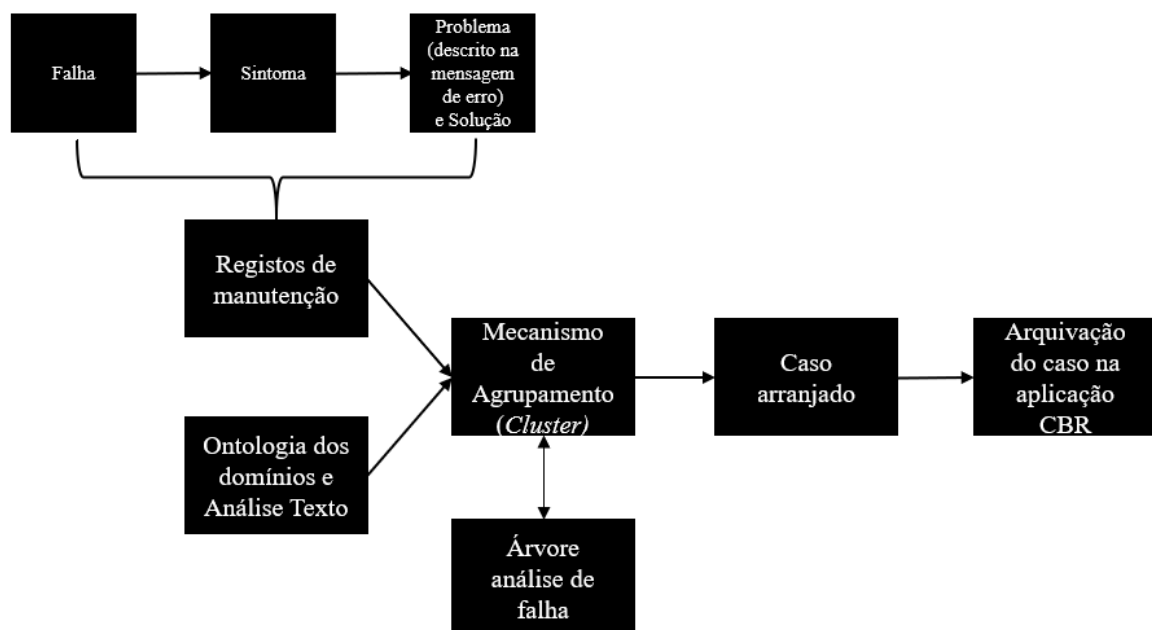 Falha
Sintoma
Problema
(descrito na
mensagem
de erro)
e Solução
Registos de
manutenção
Mecanismo
de
Agrupamento
(Cluster)
Caso
arranjado
Arquivação
do caso na
aplicação
CBR
Ontologia dos
domínios e
Análise Texto
Árvore
análise de
falha